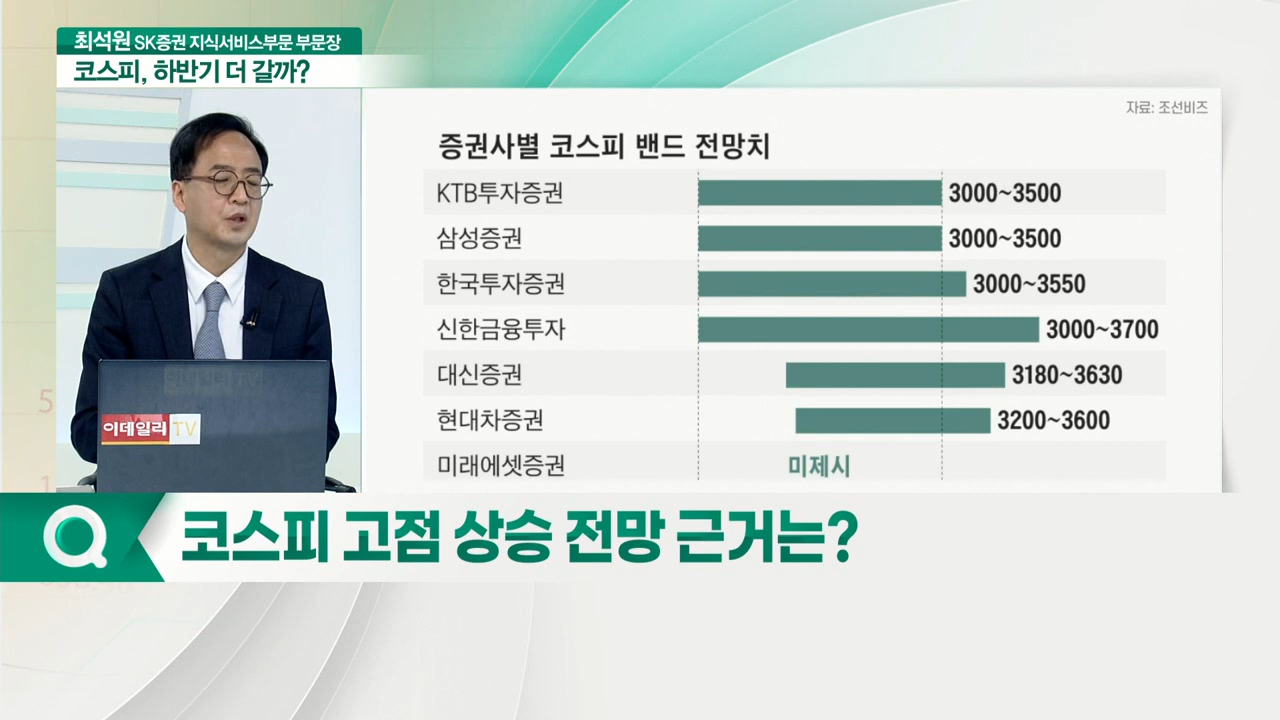 최석원 SK증권 지식서비스부문 부문장
코스피, 하반기 더 갈까?
자료: 조선비즈
증권사별 코스피 밴드 전망치
KTB투자증권 3000~3500
삼성증권 3000~3500
한국투자증권 3000~3550
신한금융투자 3000~3700
대신증권 3180~3630
현대차증권 3200~3600
미래에셋증권 미제시
이데일리 TV
코스피 고점 상승 전망 근거는?